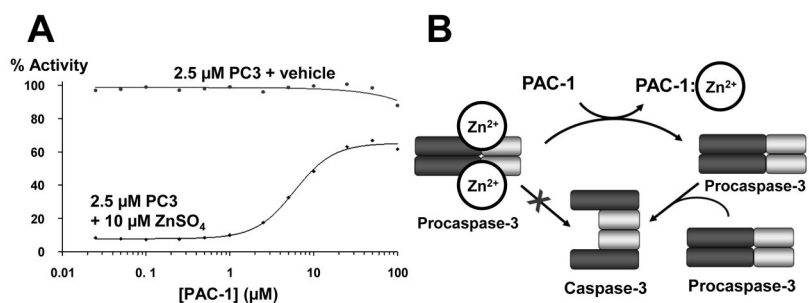 A
% Activity
100
80
60
40
20
0
2.5 µM PC3 + vehicle
2.5 µM PC3
+ 10 µM ZnSO₄
0.01
0. 1
1
10
100
[PAC-1] (µM)
B
PAC-1
PAC-1:
Zn²⁺
Zn²⁺
Zn²⁺
Procaspase-3
Procaspase-3
Caspase-3
Procaspase-3